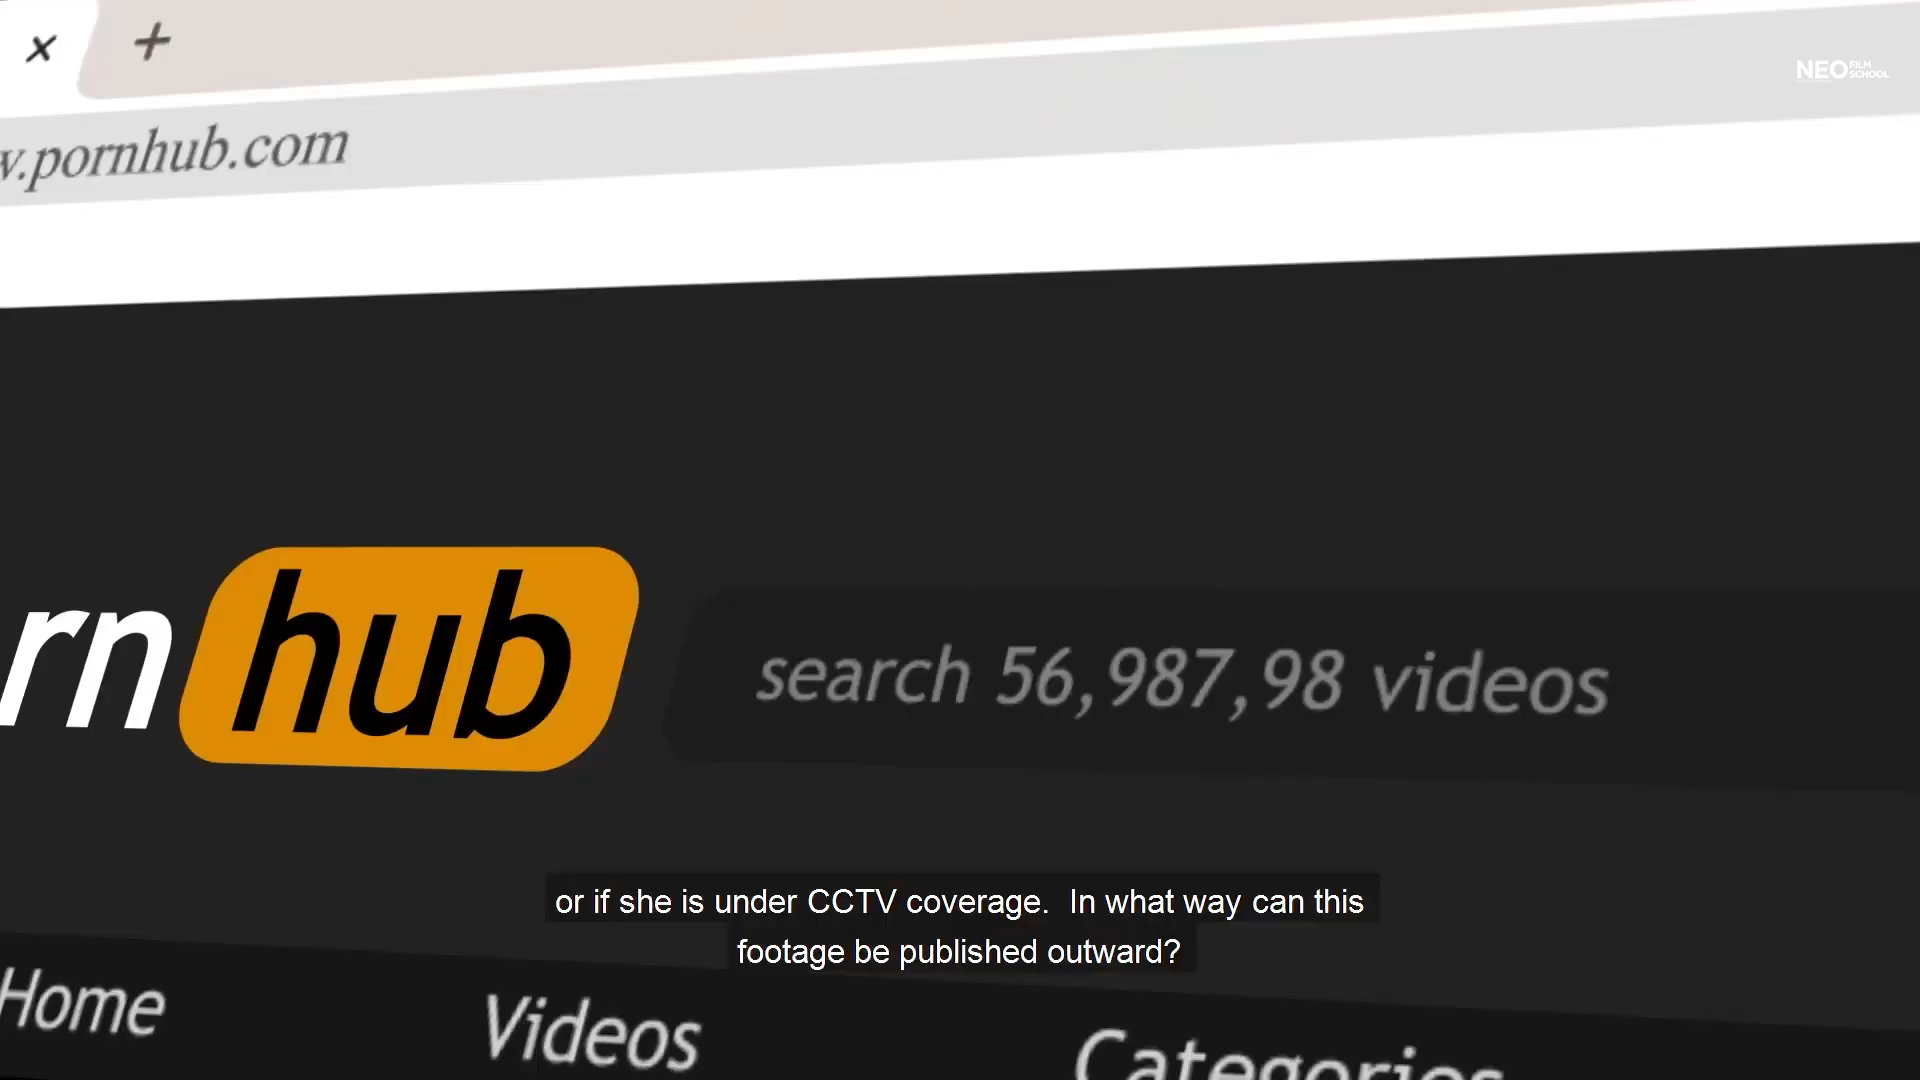 × +
NEO FILM SCHOOL
w.pornhub.com
rn hub
search 56,987,98 videos
or if she is under CCTV coverage. In what way can this
footage be published outward?
Home Videos Categories